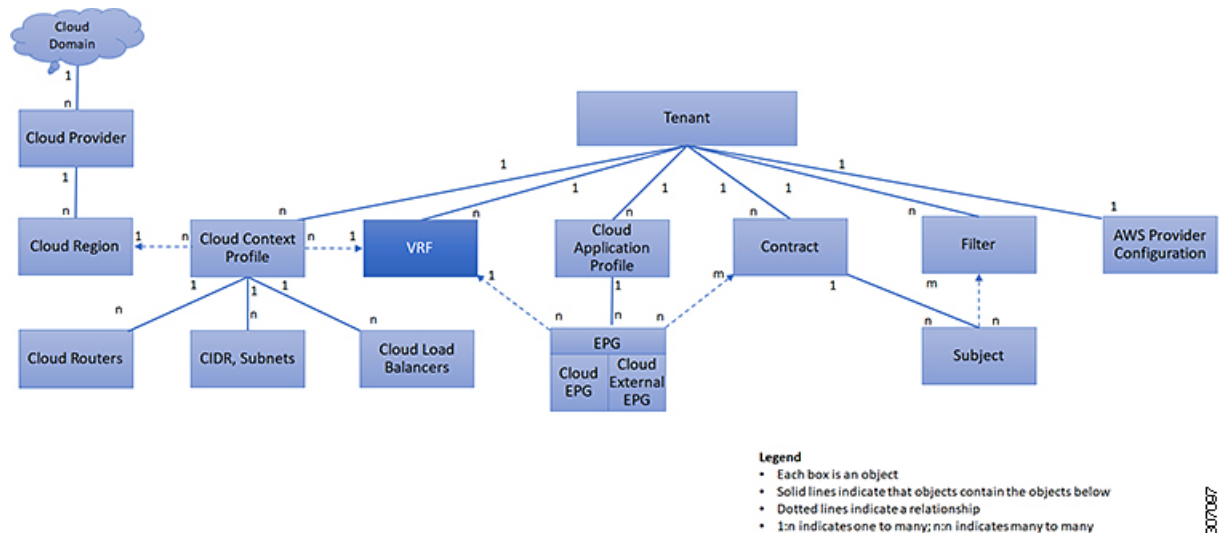 Cloud
Domain
1
n
Cloud Provider
1
n
Cloud Region
Tenant
1
1
1
1
1
1
n
n
n
n
n
1
1
n
Cloud Context
Profile
n
1
VRF
Cloud
Application
Profile
Contract
Filter
AWS Provider
Configuration
1
1
1
n
n
n
1
n
1
n
n
m
1
n
m
n
Cloud Routers
CIDR, Subnets
Cloud Load
Balancers
EPG
Cloud
EPG
Cloud
External
EPG
Subject
Legend
• Each box is an object
• Solid lines indicate that objects contain the objects below
• Dotted lines indicate a relationship
• 1:n indicates one to many; n:n indicates many to many
307097